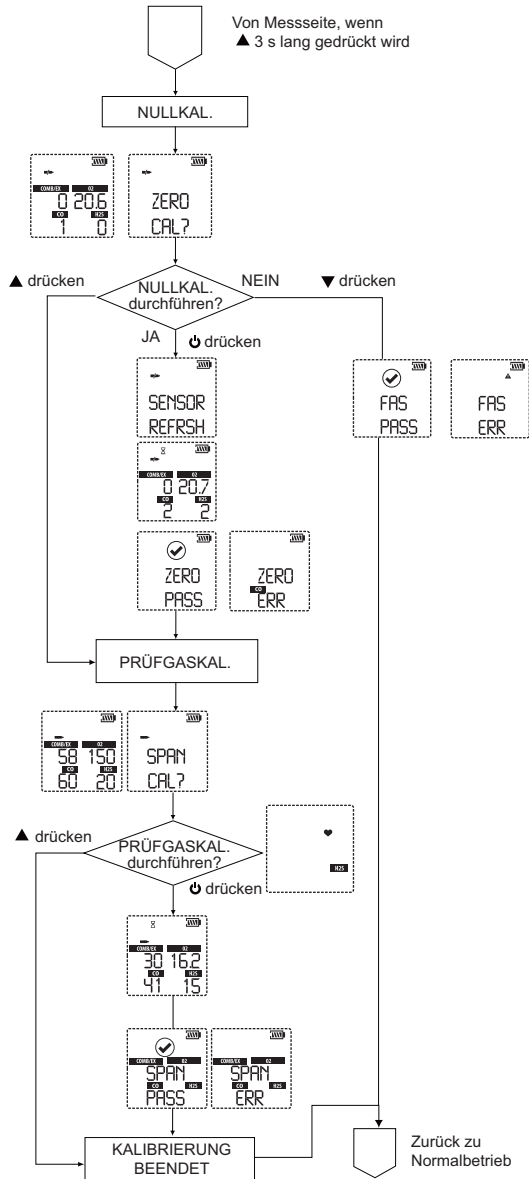 Von Messseite, wenn
▲ 3 s lang gedrückt wird
NULLKAL.
COMB/EX O2
0 20.6
CO H2S
1 0
ZERO
CAL?
▲ drücken
NULLKAL.
durchführen?
NEIN
▼ drücken
JA
⏻ drücken
SENSOR
REFRSH
FAS
PASS
FAS
ERR
COMB/EX O2
0 20.7
CO H2S
2 2
ZERO
PASS
ZERO
CO
ERR
PRÜFGASKAL.
COMB/EX O2
58 150
CO H2S
60 20
SPAN
CAL?
▲ drücken
PRÜFGASKAL.
durchführen?
H2S
⏻ drücken
COMB/EX O2
30 16.2
CO H2S
41 15
COMB/EX O2
SPAN
CO H2S
PASS
COMB/EX O2
SPAN
CO H2S
ERR
KALIBRIERUNG
BEENDET
Zurück zu
Normalbetrieb